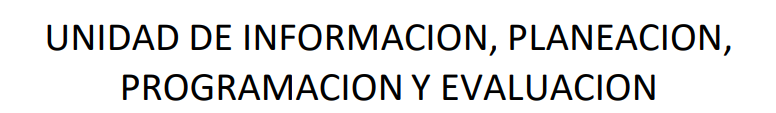 UNIDAD DE INFORMACION, PLANEACION,
PROGRAMACION Y EVALUACION